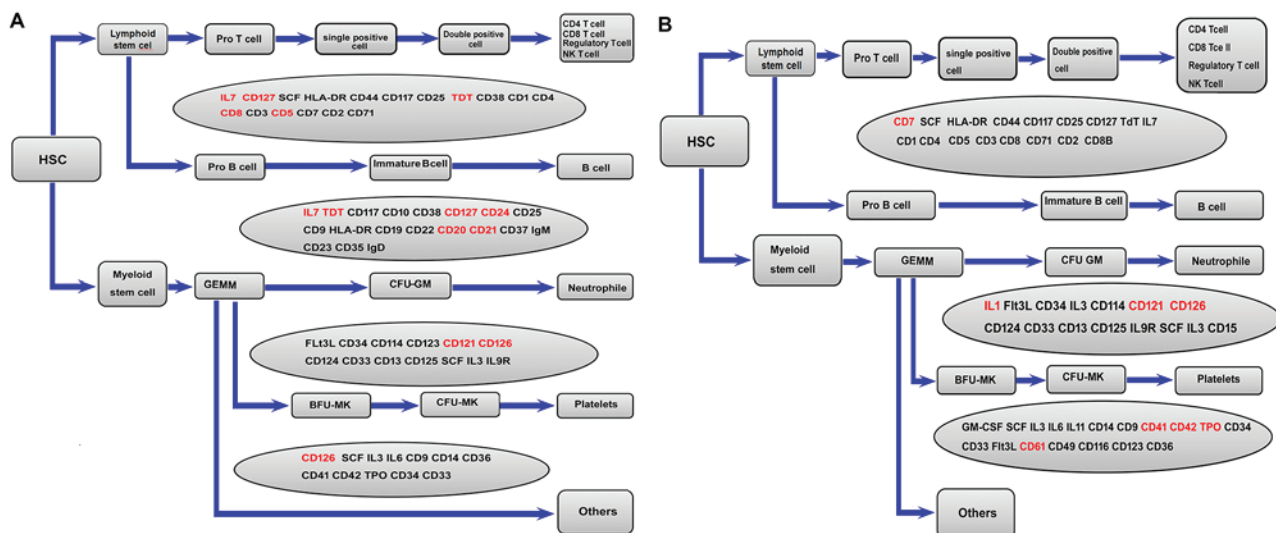 A
HSC
Lymphoid
stem cel
Pro T cell
single positive
cell
Double positive
cell
CD4 T cell
CD8 T cell
Regulatory Tcell
NK T cell
IL7 CD127 SCF HLA-DR CD44 CD117 CD25 TDT CD38 CD1 CD4
CD8 CD3 CD5 CD7 CD2 CD71
Pro B cell
Immature Bcell
B cell
IL7 TDT CD117 CD10 CD38 CD127 CD24 CD25
CD9 HLA-DR CD19 CD22 CD20 CD21 CD37 IgM
CD23 CD35 IgD
Myeloid
stem cell
GEMM
CFU-GM
Neutrophile
FLt3L CD34 CD114 CD123 CD121 CD126
CD124 CD33 CD13 CD125 SCF IL3 IL9R
BFU-MK
CFU-MK
Platelets
CD126 SCF IL3 IL6 CD9 CD14 CD36
CD41 CD42 TPO CD34 CD33
Others
B
HSC
Lymphoid
stem cell
Pro T cell
single positive
cell
Double positive
cell
CD4 Tcell
CD8 Tce ll
Regulatory T cell
NK Tcell
CD7 SCF HLA-DR CD44 CD117 CD25 CD127 TdT IL7
CD1 CD4 CD5 CD3 CD8 CD71 CD2 CD8B
Pro B cell
Immature B cell
B cell
Myeloid
stem cell
GEMM
CFU GM
Neutrophile
IL1 Flt3L CD34 IL3 CD114 CD121 CD126
CD124 CD33 CD13 CD125 IL9R SCF IL3 CD15
BFU-MK
CFU-MK
Platelets
GM-CSF SCF IL3 IL6 IL11 CD14 CD9 CD41 CD42 TPO CD34
CD33 Flt3L CD61 CD49 CD116 CD123 CD36
Others